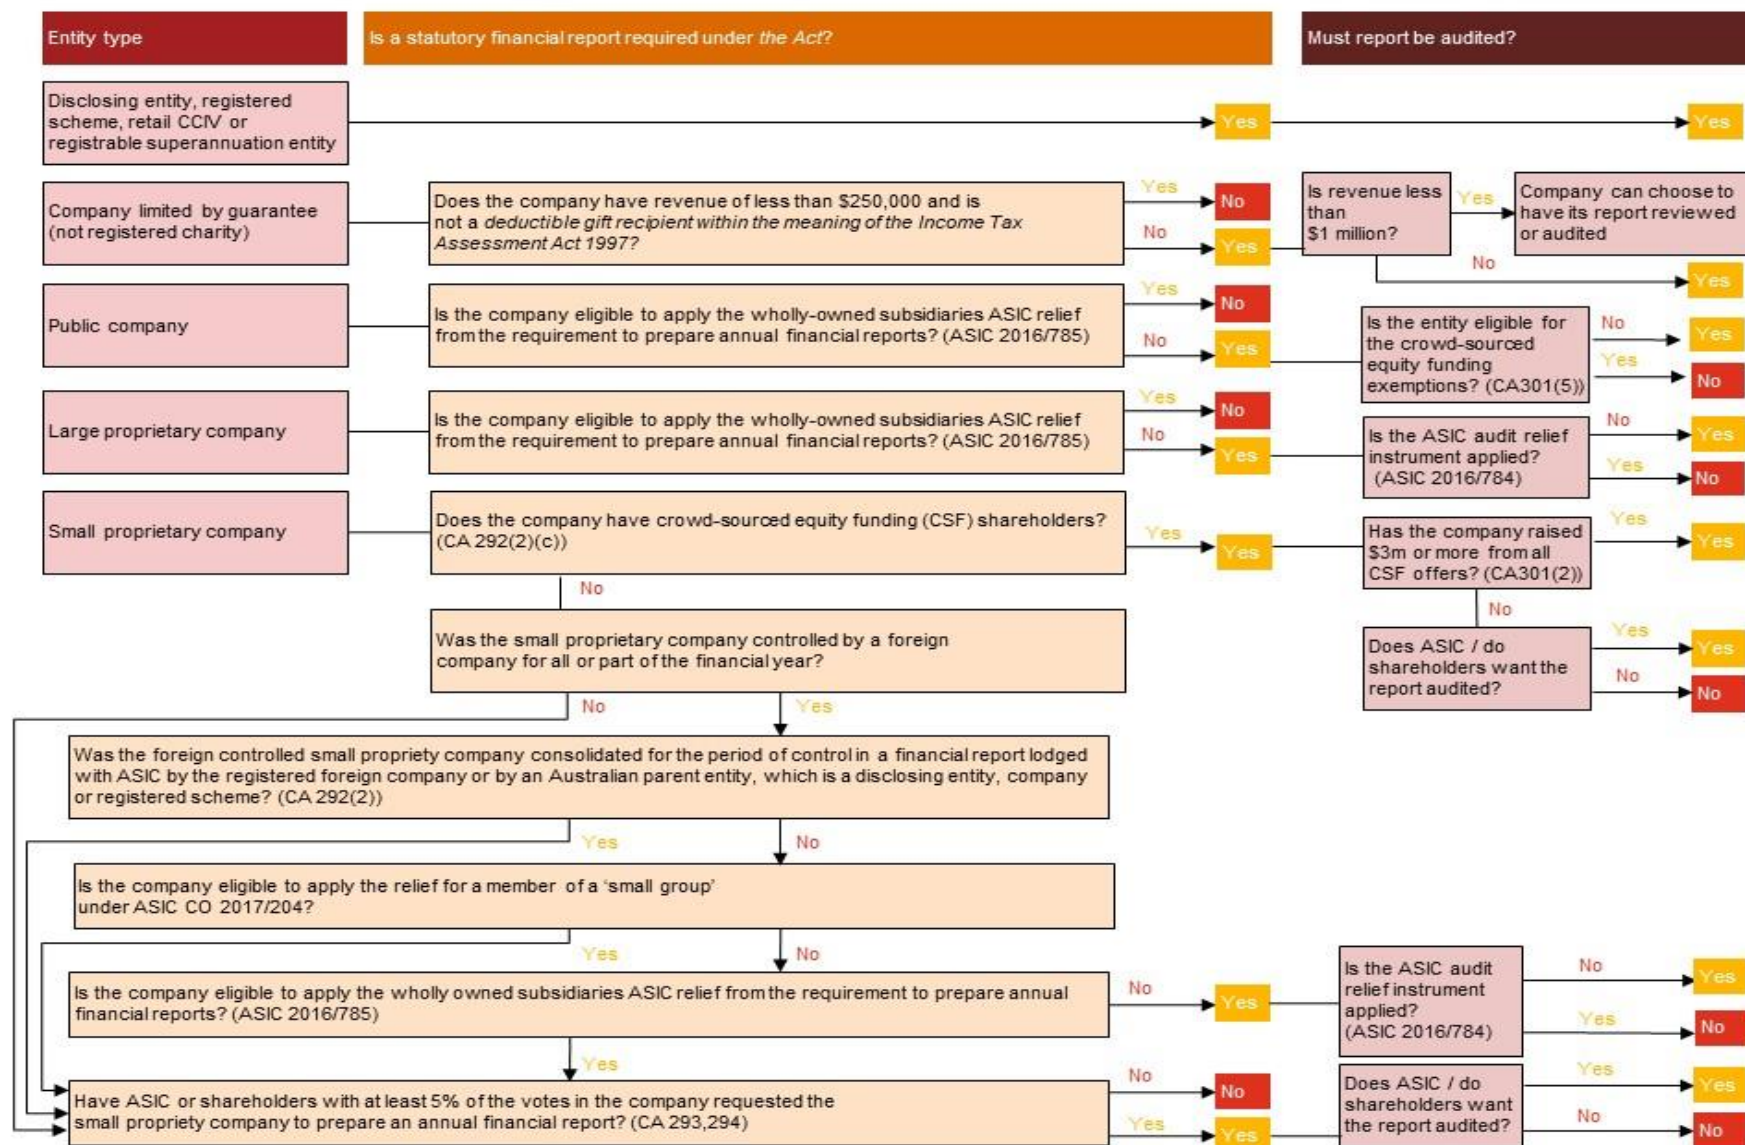 Entity type
Is a statutory financial report required under the Act?
Must report be audited?
Disclosing entity, registered
scheme, retail CCIV or
registrable superannuation entity
Yes
Yes
Company limited by guarantee
(not registered charity)
Does the company have revenue of less than $250,000 and is
not a deductible gift recipient within the meaning of the Income Tax
Assessment Act 1997?
Yes
No
No
Yes
Is revenue less
than
$1 million?
Yes
Company can choose to
have its report reviewed
or audited
No
Yes
Public company
Is the company eligible to apply the wholly-owned subsidiaries ASIC relief
from the requirement to prepare annual financial reports? (ASIC 2016/785)
Yes
No
No
Yes
Is the entity eligible for
the crowd-sourced
equity funding
exemptions? (CA301(5))
No
Yes
Yes
No
Large proprietary company
Is the company eligible to apply the wholly-owned subsidiaries ASIC relief
from the requirement to prepare annual financial reports? (ASIC 2016/785)
Yes
No
No
Yes
Is the ASIC audit relief
instrument applied?
(ASIC 2016/784)
No
Yes
Yes
No
Small proprietary company
Does the company have crowd-sourced equity funding (CSF) shareholders?
(CA 292(2)(c))
Yes
Yes
Has the company raised
$3m or more from all
CSF offers? (CA301(2))
Yes
Yes
No
No
Was the small proprietary company controlled by a foreign
company for all or part of the financial year?
Does ASIC / do
shareholders want the
report audited?
Yes
Yes
No
No
No
Yes
Was the foreign controlled small propriety company consolidated for the period of control in a financial report lodged
with ASIC by the registered foreign company or by an Australian parent entity, which is a disclosing entity, company
or registered scheme? (CA 292(2))
Yes
No
Is the company eligible to apply the relief for a member of a ‘small group’
under ASIC CO 2017/204?
Yes
No
Is the company eligible to apply the wholly owned subsidiaries ASIC relief from the requirement to prepare annual
financial reports? (ASIC 2016/785)
No
Yes
Is the ASIC audit
relief instrument
applied?
(ASIC 2016/784)
No
Yes
Yes
No
Yes
Have ASIC or shareholders with at least 5% of the votes in the company requested the
small propriety company to prepare an annual financial report? (CA 293,294)
No
No
Yes
Yes
Does ASIC / do
shareholders want
the report audited?
Yes
Yes
No
No